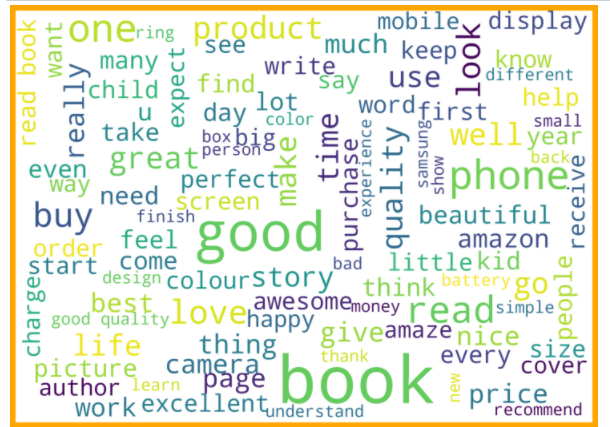 mobile
display
one
ring
product
see
much
keep
look
know
want
read book
many
expect
write
say
use
different
really
child
find
u
day
lot
color
word
first
help
small
take
box
big
person
time
experience
well
year
great
make
purchase
quality
samsung
show
back
even
way
need
perfect
phone
receive
screen
buy
finish
good
beautiful
order
feel
amazon
start
come
bad
little
kid
design
colour
story
think
battery
go
people
charge
best
love
awesome
money
read
simple
good quality
happy
give
amaze
nice
life
thing
thank
every
size
picture
camera
book
cover
author
learn
page
new
price
work
excellent
understand
recommend